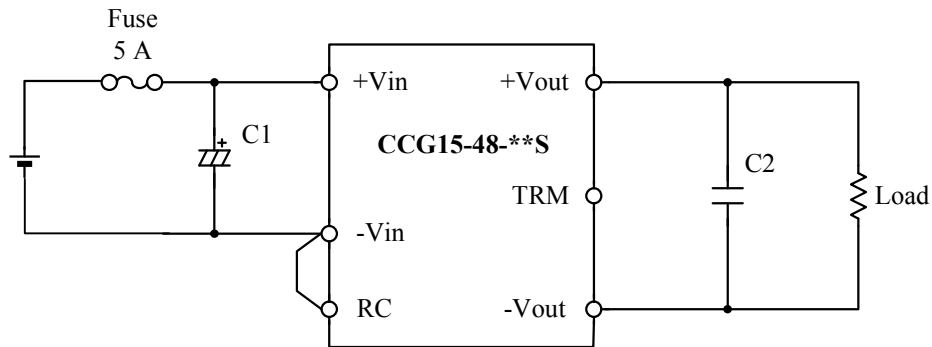 Fuse
5 A
+Vin
+Vout
C1
+
CCG15-48-**S
C2
TRM
Load
-Vin
RC
-Vout